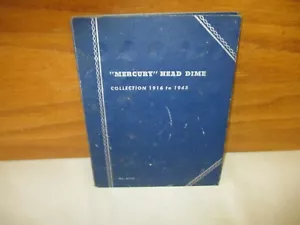 "MERCURY" HEAD DIME
COLLECTION 1916 to 1945